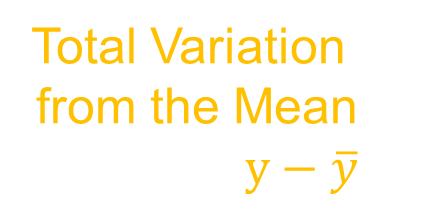 Total Variation
from the Mean
y − ȳ